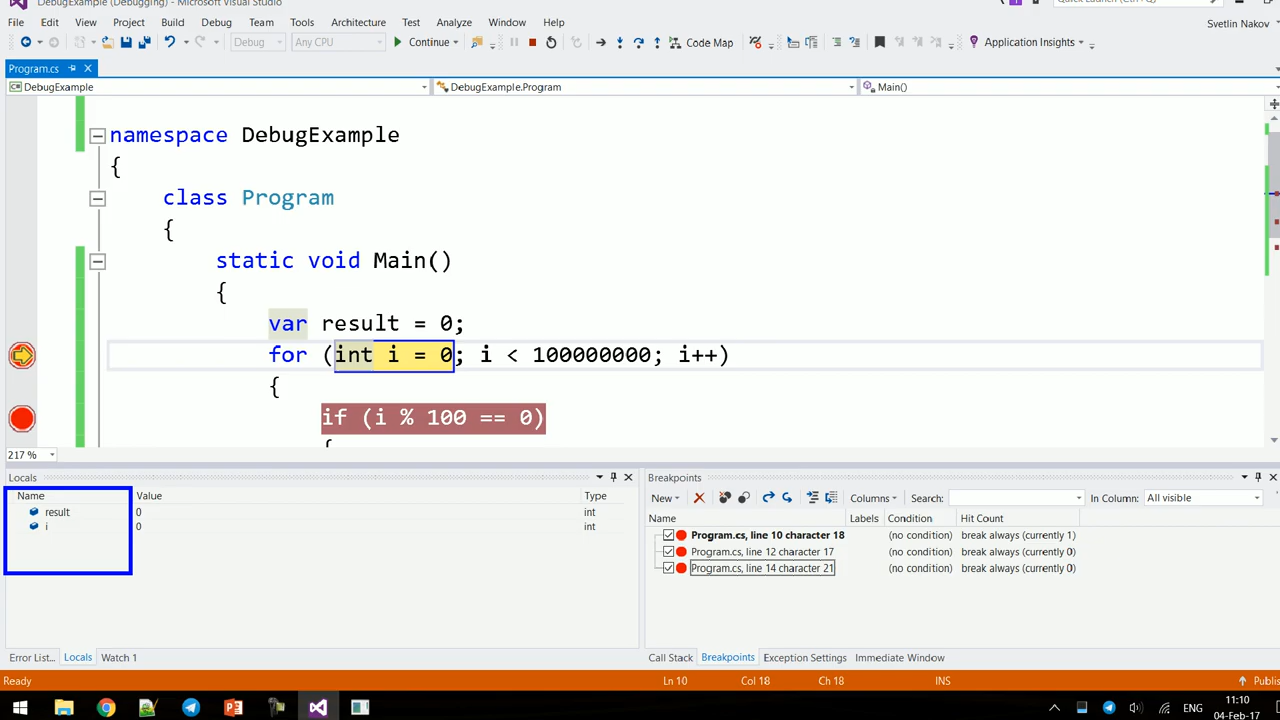 DebugExample (Debugging) - Microsoft Visual Studio
Quick Launch (Ctrl+Q)
File Edit View Project Build Debug Team Tools Architecture Test Analyze Window Help
Svetlin Nakov
Debug Any CPU Continue Code Map Application Insights
Program.cs
DebugExample DebugExample.Program Main()
namespace DebugExample
{
class Program
{
static void Main()
{
var result = 0;
for (int i = 0; i < 100000000; i++)
{
if (i % 100 == 0)
{
217 %
Locals
Name Value Type
result 0 int
i 0 int
Breakpoints
New Columns Search: In Column: All visible
Name Labels Condition Hit Count
Program.cs, line 10 character 18 (no condition) break always (currently 1)
Program.cs, line 12 character 17 (no condition) break always (currently 0)
Program.cs, line 14 character 21 (no condition) break always (currently 0)
Error List... Locals Watch 1
Call Stack Breakpoints Exception Settings Immediate Window
Ready Ln 10 Col 18 Ch 18 INS Publis
ENG
11:10
04-Feb-17